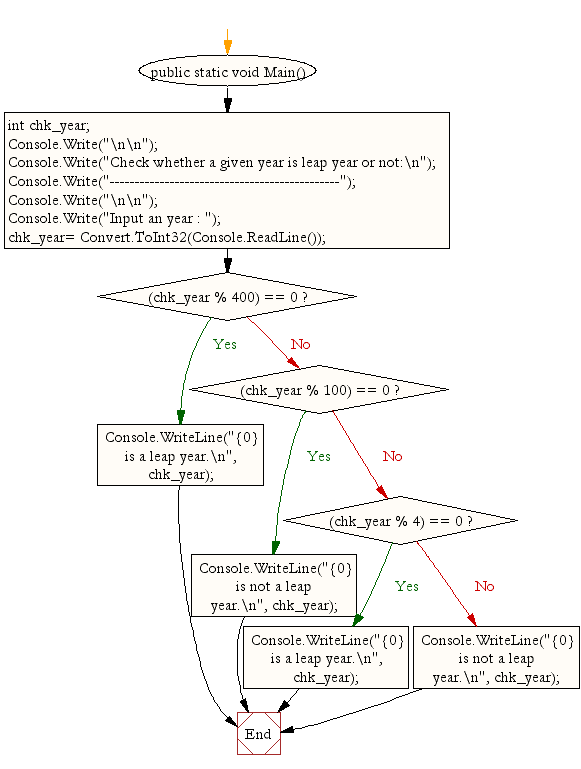 public static void Main()
int chk_year;
Console.Write("\n\n");
Console.Write("Check whether a given year is leap year or not:\n");
Console.Write("----------------------------------------------");
Console.Write("\n\n");
Console.Write("Input an year : ");
chk_year= Convert.ToInt32(Console.ReadLine());
(chk_year % 400) == 0 ?
Yes
No
(chk_year % 100) == 0 ?
Console.WriteLine("{0}
is a leap year.\n",
chk_year);
Yes
No
(chk_year % 4) == 0 ?
Console.WriteLine("{0}
is not a leap
year.\n", chk_year);
Yes
No
Console.WriteLine("{0}
is a leap year.\n",
chk_year);
Console.WriteLine("{0}
is not a leap
year.\n", chk_year);
End